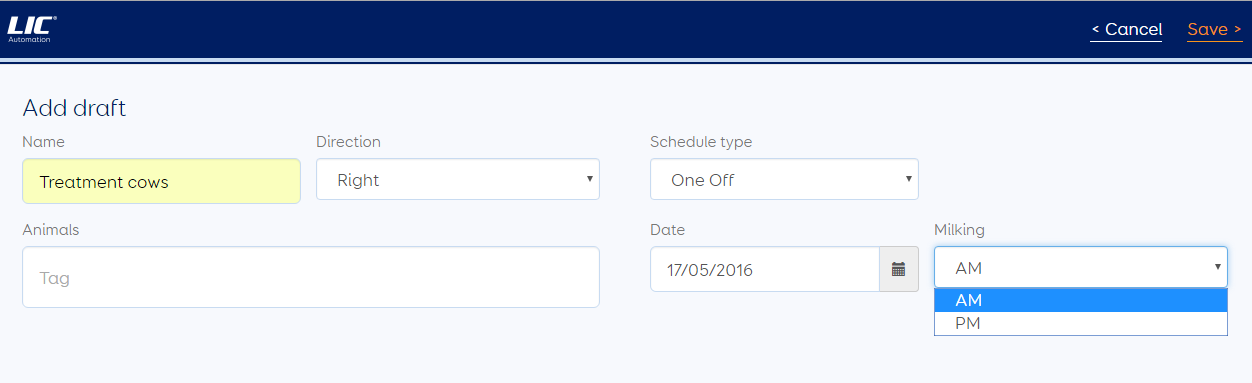 LIC®
Automation
< Cancel Save >
Add draft
Name Direction Schedule type
Treatment cows Right One Off
Animals Date Milking
Tag 17/05/2016 AM
AM
PM